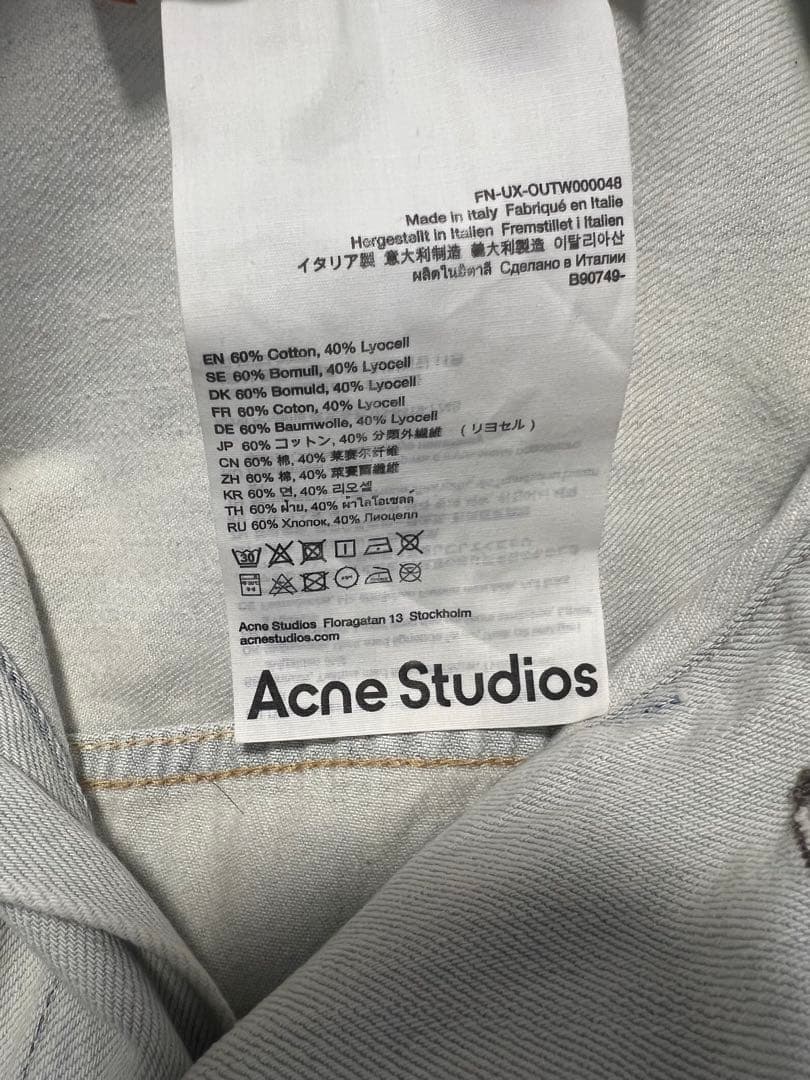 FN-UX-OUTW000048
Made in Italy Fabriqué en Italie
Hergestellt in Italien Fremstillet i Italien
イタリア製 意大利制造 義大利製造 이탈리아산
ผลิตในอิตาลี Сделано в Италии
B90749-
EN 60% Cotton, 40% Lyocell
SE 60% Bomull, 40% Lyocell
DK 60% Bomuld, 40% Lyocell
FR 60% Coton, 40% Lyocell
DE 60% Baumwolle, 40% Lyocell
JP 60% コットン, 40% 分類外繊維 (リヨセル)
CN 60% 棉, 40% 莱赛尔纤维
ZH 60% 棉, 40% 萊賽爾纖維
KR 60% 면, 40% 리오셀
TH 60% ฝ้าย, 40% ผ้าไลโอเซลล์
RU 60% Хлопок, 40% Лиоцелл
30
Acne Studios Floragatan 13 Stockholm
acnestudios.com
Acne Studios